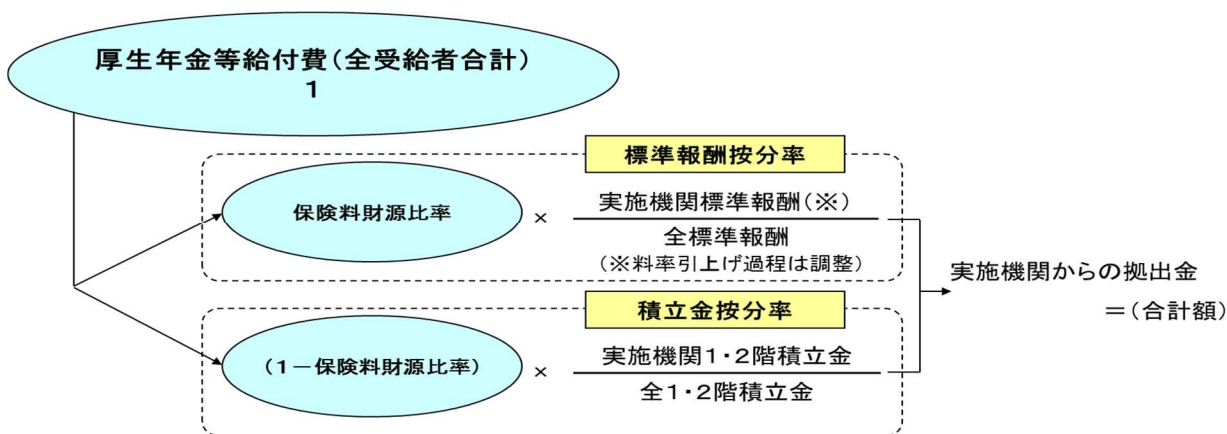 厚生年金等給付費(全受給者合計)
1
標準報酬按分率
保険料財源比率
×
実施機関標準報酬(※)
全標準報酬
(※料率引上げ過程は調整)
積立金按分率
(1－保険料財源比率)
×
実施機関1・2階積立金
全1・2階積立金
実施機関からの拠出金
＝(合計額)